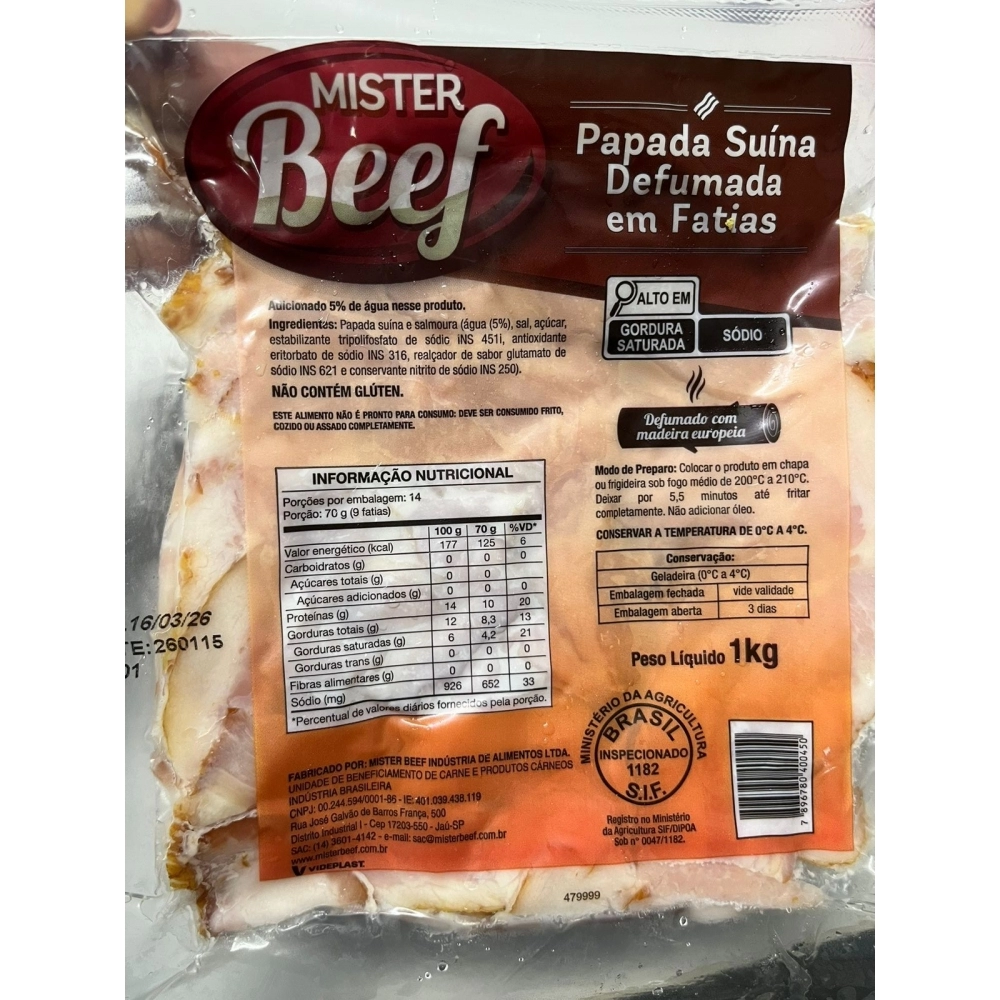 MISTER
Beef
Papada Suína
Defumada
em Fatias
ALTO EM
GORDURA
SATURADA
SÓDIO
Adicionado 5% de água nesse produto.
Ingredientes: Papada suína e salmoura (água (5%), sal, açúcar,
estabilizante tripolifosfato de sódio INS 451i, antioxidante
eritorbato de sódio INS 316, realçador de sabor glutamato de
sódio INS 621 e conservante nitrito de sódio INS 250).
NÃO CONTÉM GLÚTEN.
ESTE ALIMENTO NÃO É PRONTO PARA CONSUMO: DEVE SER CONSUMIDO FRITO,
COZIDO OU ASSADO COMPLETAMENTE.
Defumado com
madeira europeia
Modo de Preparo: Colocar o produto em chapa
ou frigideira sob fogo médio de 200°C a 210°C.
Deixar por 5,5 minutos até fritar
completamente. Não adicionar óleo.
CONSERVAR A TEMPERATURA DE 0°C A 4°C.
Conservação:
Geladeira (0°C a 4°C)
Embalagem fechada vide validade
Embalagem aberta 3 dias
Peso Líquido 1kg
INFORMAÇÃO NUTRICIONAL
Porções por embalagem: 14
Porção: 70 g (9 fatias)
100 g 70 g %VD*
Valor energético (kcal) 177 125 6
Carboidratos (g) 0 0 0
Açúcares totais (g) 0 0
Açúcares adicionados (g) 0 0 0
Proteínas (g) 14 10 20
Gorduras totais (g) 12 8,3 13
Gorduras saturadas (g) 6 4,2 21
Gorduras trans (g) 0 0 0
Fibras alimentares (g) 0 0 0
Sódio (mg) 926 652 33
*Percentual de valores diários fornecidos pela porção.
16/03/26
TE:260115
01
FABRICADO POR: MISTER BEEF INDÚSTRIA DE ALIMENTOS LTDA.
UNIDADE DE BENEFICIAMENTO DE CARNE E PRODUTOS CÁRNEOS
INDÚSTRIA BRASILEIRA
CNPJ: 00.244.594/0001-86 - IE: 401.039.438.119
Rua José Galvão de Barros França, 500
Distrito Industrial I - Cep 17203-550 - Jaú-SP
SAC: (14) 3601-4142 - e-mail: sac@misterbeef.com.br
www.misterbeef.com.br
VIDEPLAST
MINISTÉRIO DA AGRICULTURA
BRASIL
INSPECIONADO
1182
S.I.F.
Registro no Ministério
da Agricultura SIF/DIPOA
Sob n° 0047/1182.
7 896780 400450
479999